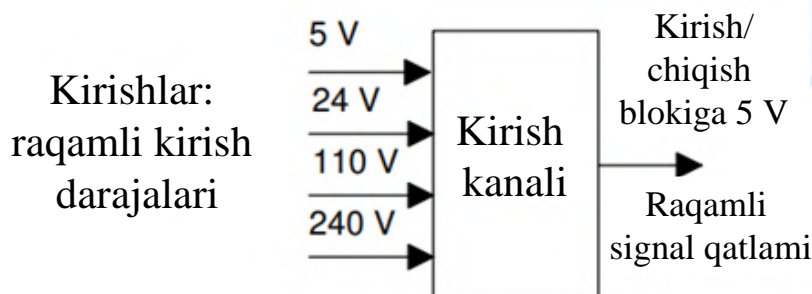 Kirishlar:
raqamli kirish
darajalari
5 V
24 V
110 V
240 V
Kirish
kanali
Kirish/
chiqish
blokiga 5 V
Raqamli
signal qatlami